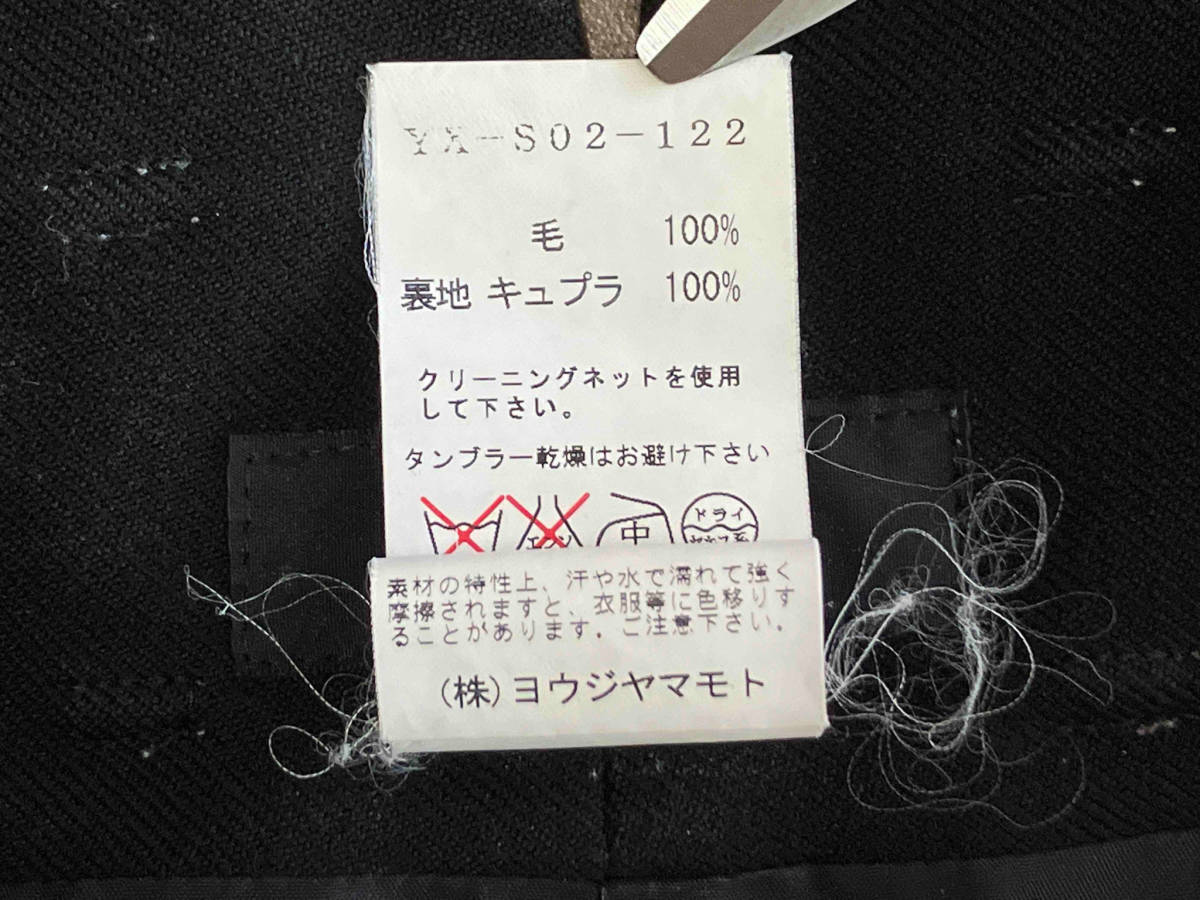 YX-S02-122
毛 100%
裏地 キュプラ 100%
クリーニングネットを使用
して下さい。
タンブラー乾燥はお避け下さい
中 ドライ
素材の特性上、汗や水で濡れて強く
摩擦されますと、衣服等に色移りす
ることがあります。ご注意下さい。
(株)ヨウジヤマモト